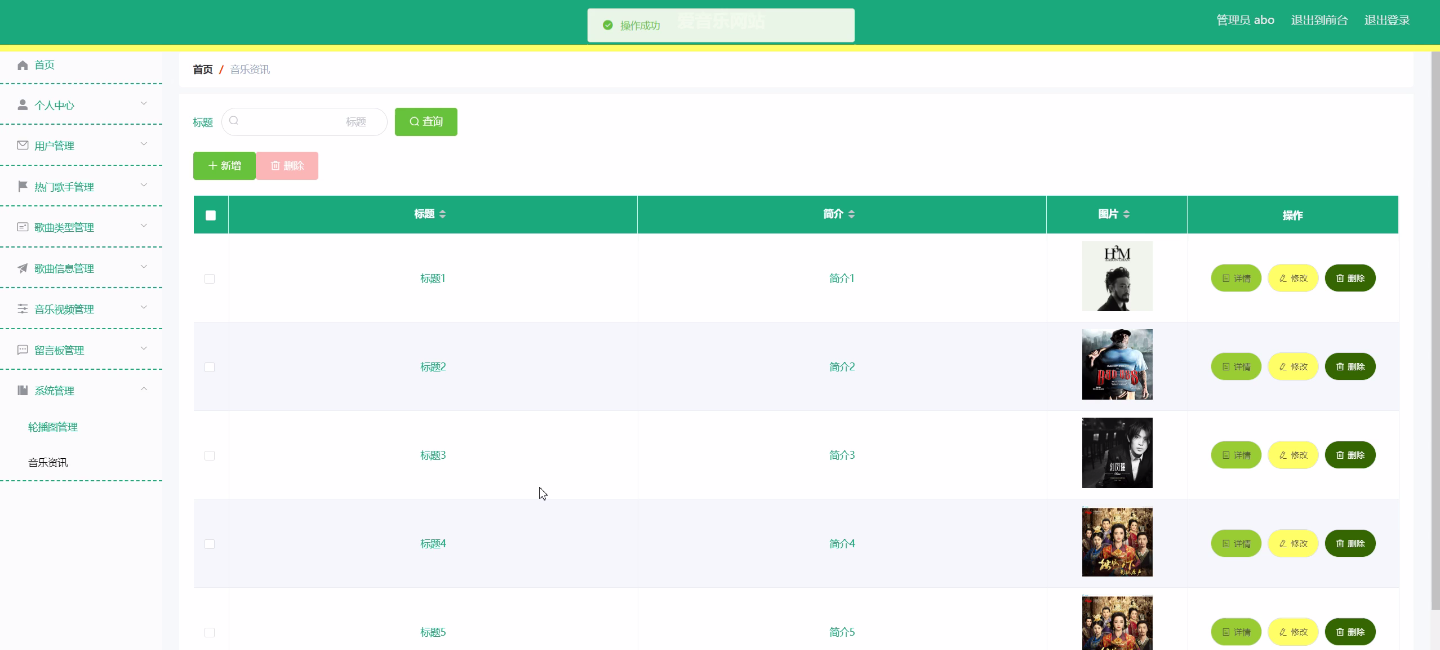 操作成功
管理员 abo 退出到前台 退出登录
首页
个人中心
用户管理
热门歌手管理
歌曲类型管理
歌曲信息管理
音乐视频管理
留言板管理
系统管理
轮播图管理
音乐资讯
首页 / 音乐资讯
标题 标题 查询
新增 删除
标题 简介 图片 操作
标题1 简介1 详情 修改 删除
标题2 简介2 详情 修改 删除
标题3 简介3 详情 修改 删除
标题4 简介4 详情 修改 删除
标题5 简介5 详情 修改 删除